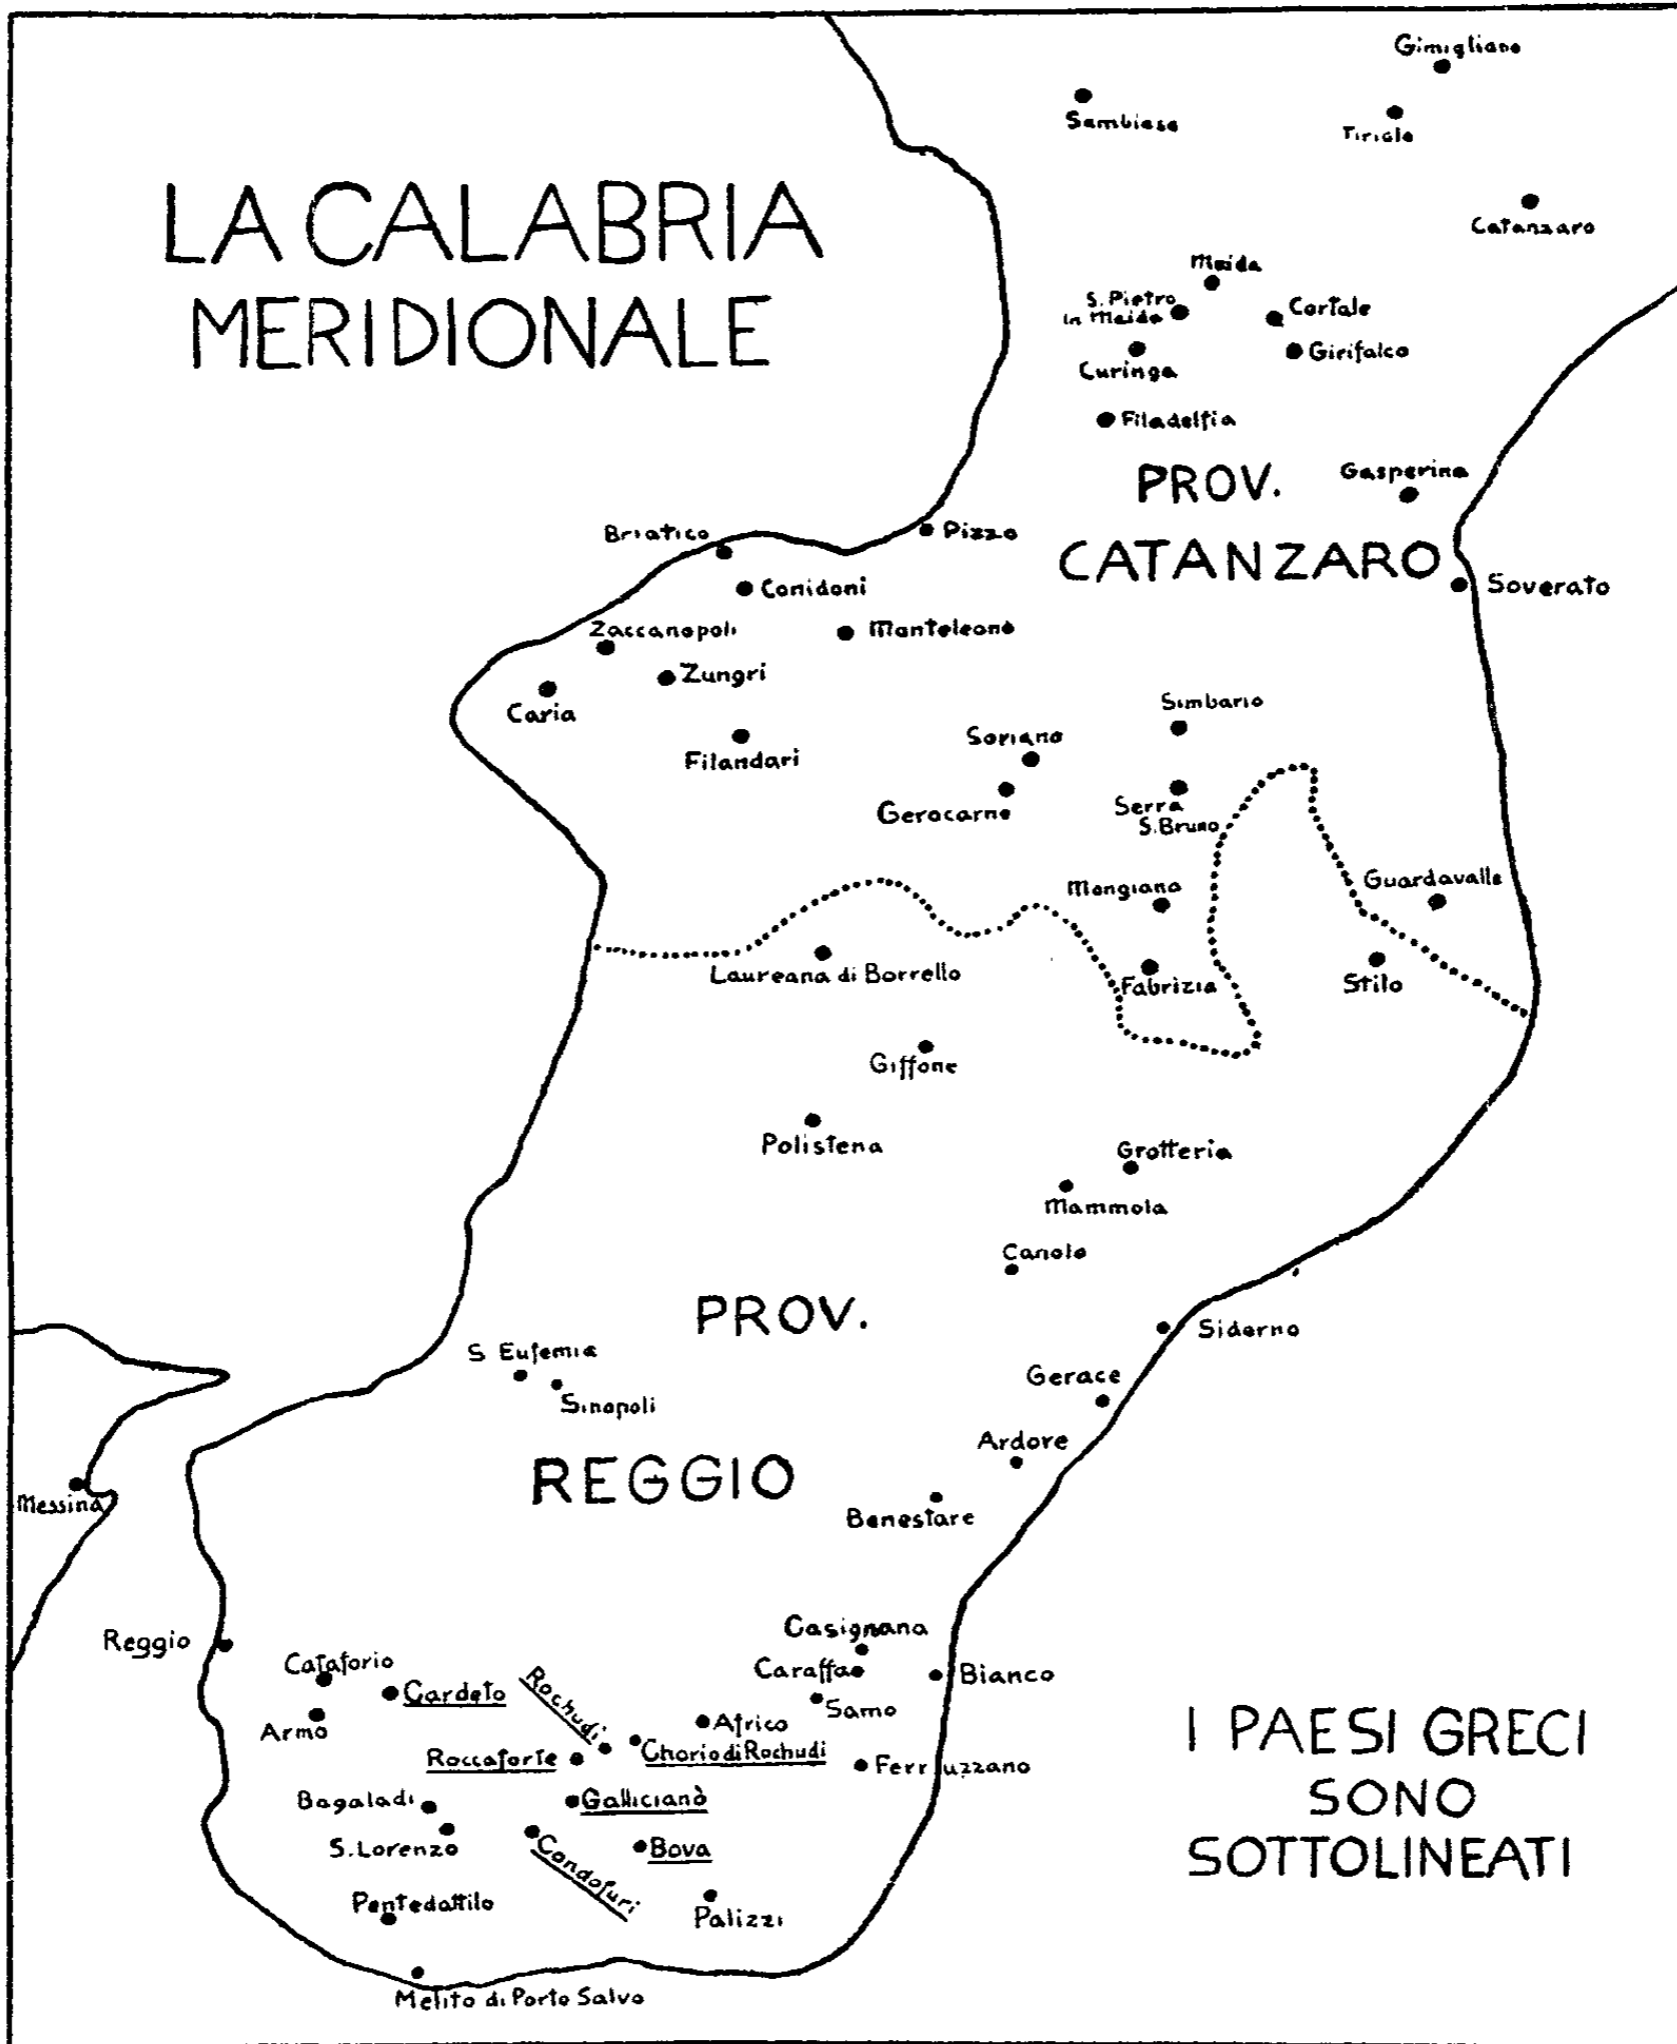 LA CALABRIA
MERIDIONALE
Gimigliano
Sambiase
Tiriolo
Catanzaro
Maida
S. Pietro
in Maida
Cortale
Girifalco
Curinga
Filadelfia
PROV.
CATANZARO
Gasperina
Briatico
Pizzo
Conidoni
Soverato
Zaccanopoli
Monteleone
Zungri
Caria
Filandari
Simbario
Soriano
Gerocarne
Serra
S. Bruno
Mongiana
Guardavalle
Laureana di Borrello
Fabrizia
Stilo
Giffone
Polistena
Grotteria
Mammola
Canolo
PROV.
REGGIO
S Eufemia
Sinopoli
Siderno
Gerace
Ardore
Benestare
Messina
Reggio
Cataforio
Cardeto
Armo
Rochudi
Casignana
Caraffa
Bianco
Samo
Africo
Chorio di Rochudi
Roccaforte
Ferruzzano
Bagaladi
Gallicianò
S. Lorenzo
Condofuri
Bova
Pentedattilo
Palizzi
Melito di Porto Salvo
I PAESI GRECI
SONO
SOTTOLINEATI